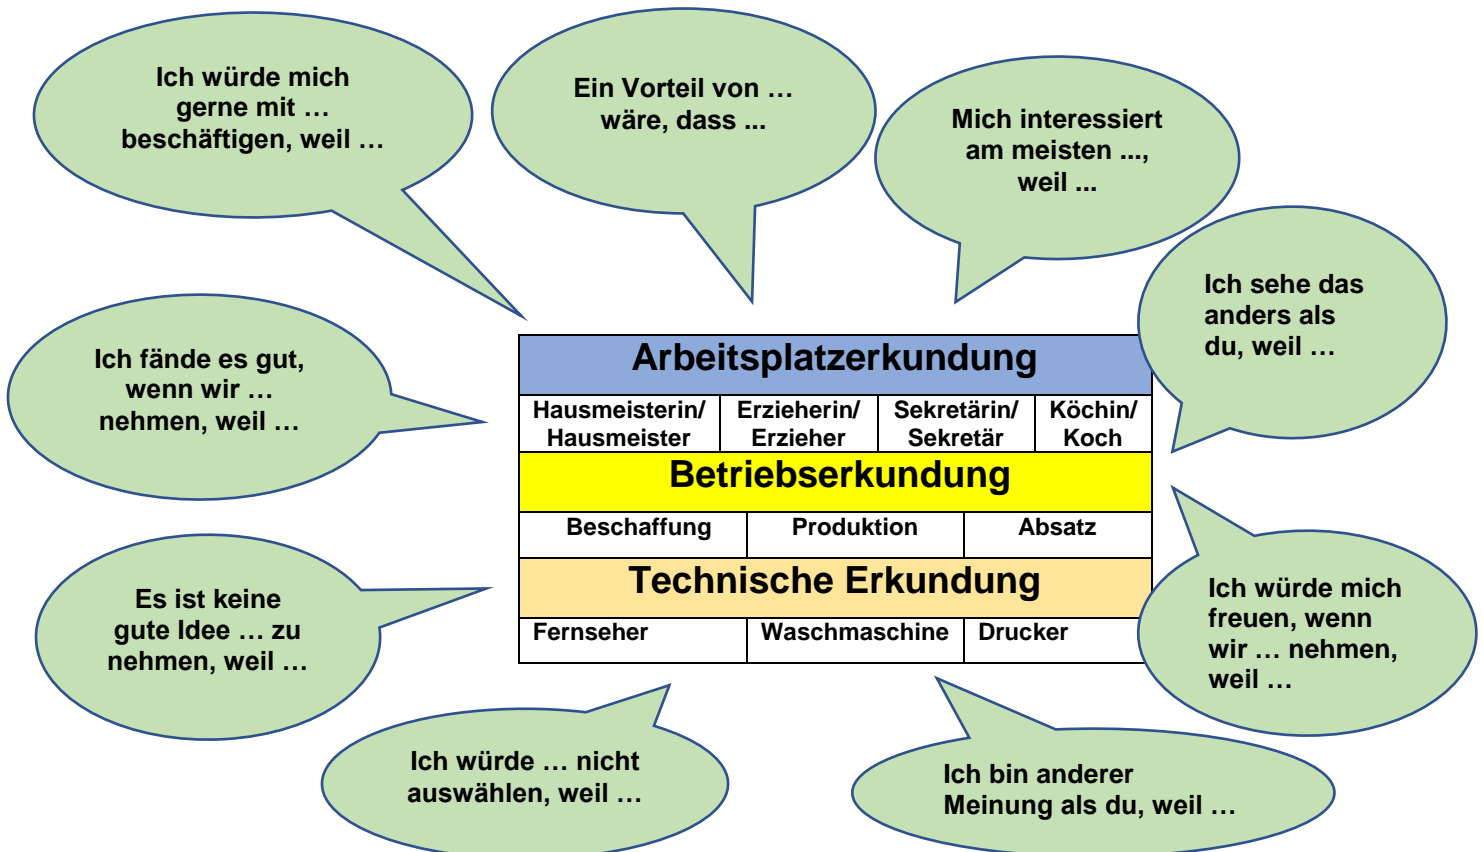 Ich würde mich
gerne mit …
beschäftigen, weil …
Ein Vorteil von …
wäre, dass ...
Mich interessiert
am meisten ...,
weil ...
Ich sehe das
anders als
du, weil …
Ich fände es gut,
wenn wir …
nehmen, weil …
Arbeitsplatzerkundung
Hausmeisterin/ Erzieherin/ Sekretärin/ Köchin/
Hausmeister Erzieher Sekretär Koch
Betriebserkundung
Beschaffung Produktion Absatz
Technische Erkundung
Fernseher Waschmaschine Drucker
Es ist keine
gute Idee … zu
nehmen, weil …
Ich würde mich
freuen, wenn
wir … nehmen,
weil …
Ich würde … nicht
auswählen, weil …
Ich bin anderer
Meinung als du, weil …